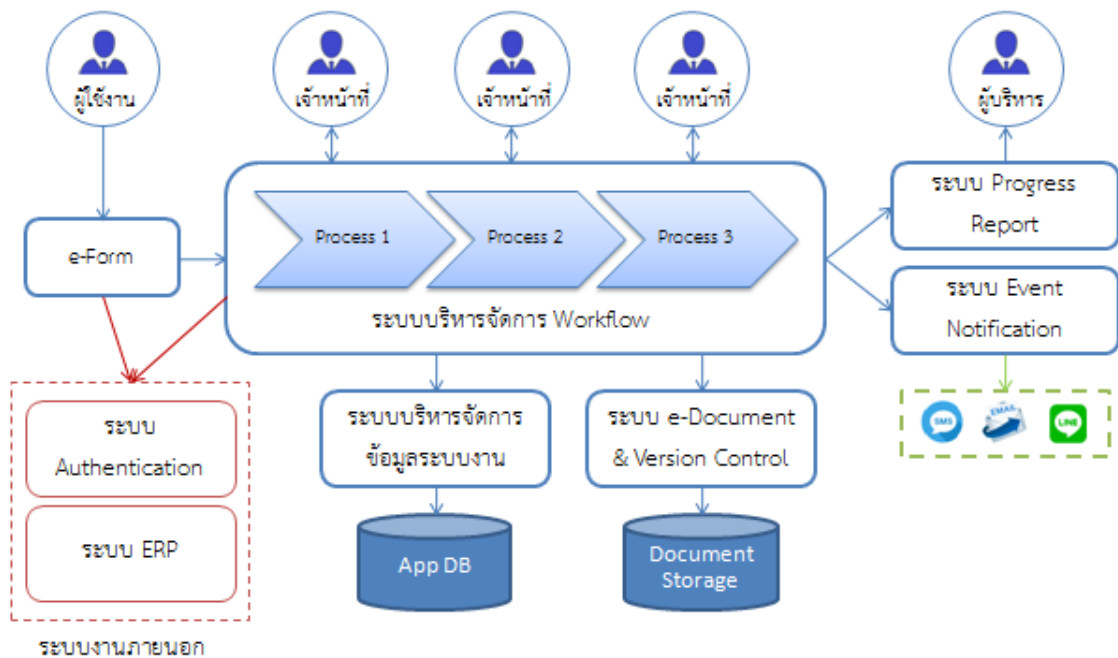 ผู้ใช้งาน
เจ้าหน้าที่
เจ้าหน้าที่
เจ้าหน้าที่
ผู้บริหาร
e-Form
Process 1
Process 2
Process 3
ระบบบริหารจัดการ Workflow
ระบบ Progress
Report
ระบบ Event
Notification
SMS
EMAIL
LINE
ระบบ
Authentication
ระบบ ERP
ระบบงานภายนอก
ระบบบริหารจัดการ
ข้อมูลระบบงาน
App DB
ระบบ e-Document
& Version Control
Document
Storage